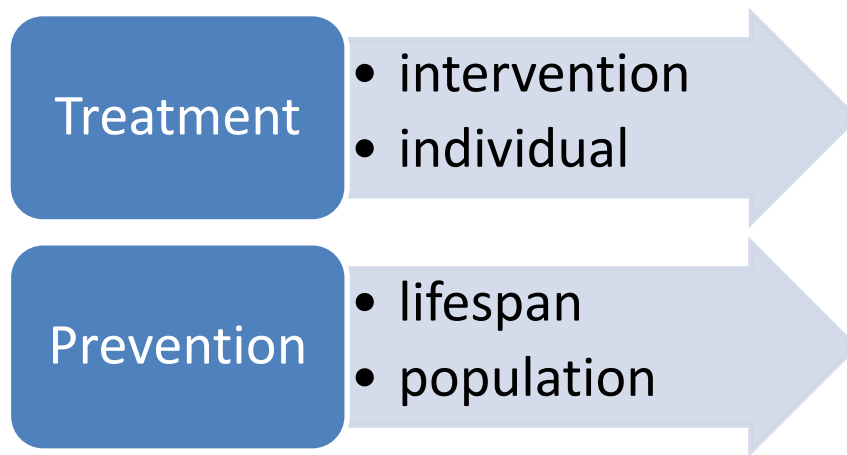 Treatment
• intervention
• individual
Prevention
• lifespan
• population